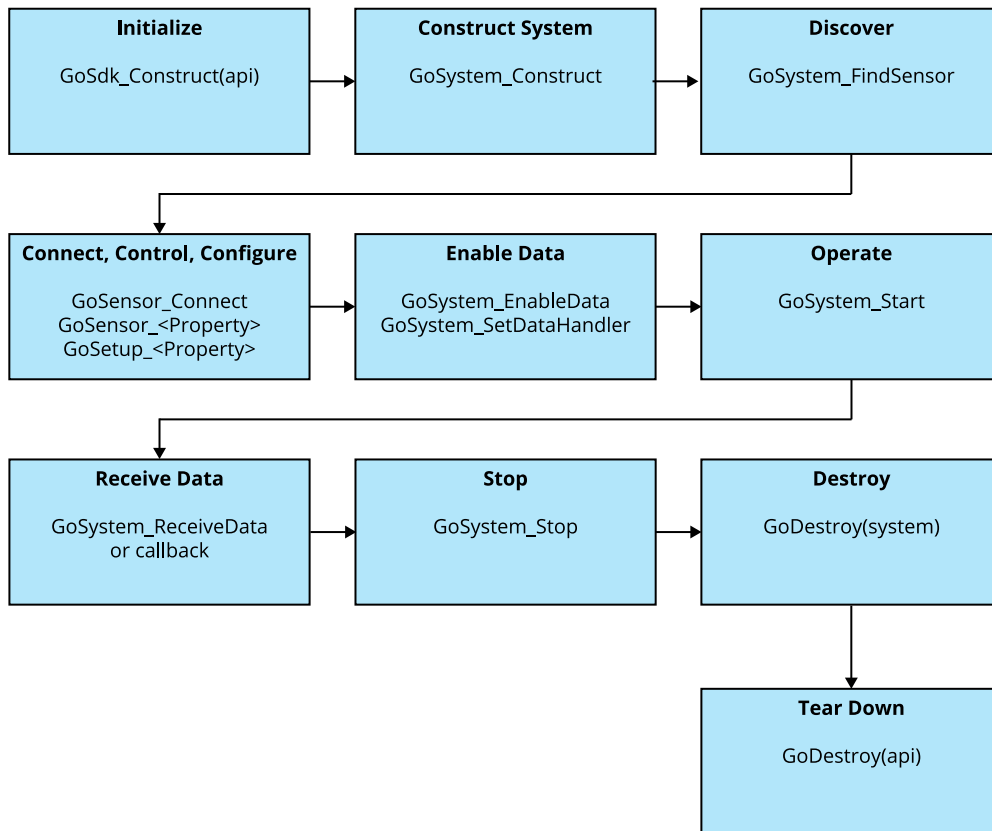 Initialize
GoSdk_Construct(api)
Construct System
GoSystem_Construct
Discover
GoSystem_FindSensor
Connect, Control, Configure
GoSensor_Connect
GoSensor_<Property>
GoSetup_<Property>
Enable Data
GoSystem_EnableData
GoSystem_SetDataHandler
Operate
GoSystem_Start
Receive Data
GoSystem_ReceiveData
or callback
Stop
GoSystem_Stop
Destroy
GoDestroy(system)
Tear Down
GoDestroy(api)